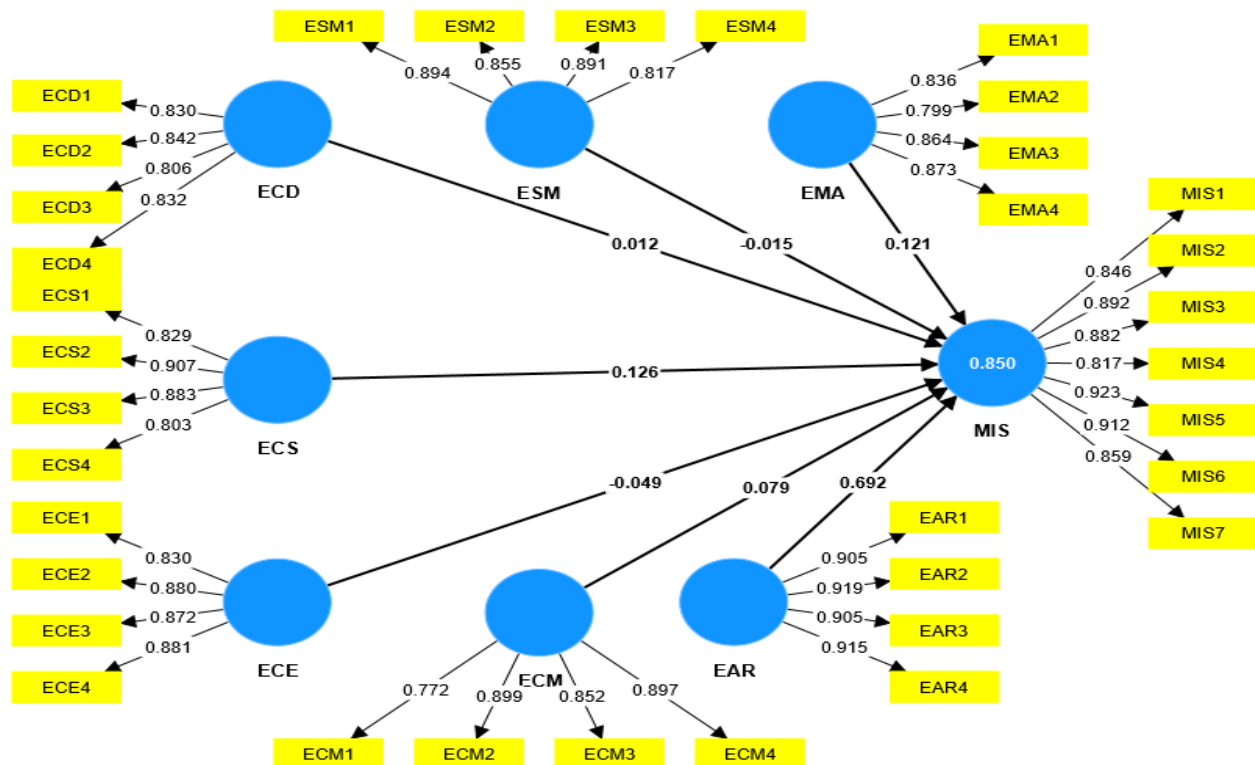 ESM1
ESM2
ESM3
ESM4
0.894
0.855
0.891
0.817
ESM
EMA1
EMA2
EMA3
EMA4
0.836
0.799
0.864
0.873
EMA
ECD1
ECD2
ECD3
ECD4
0.830
0.842
0.806
0.832
ECD
0.012
-0.015
0.121
ECS1
ECS2
ECS3
ECS4
0.829
0.907
0.883
0.803
ECS
0.126
MIS1
MIS2
MIS3
MIS4
MIS5
MIS6
MIS7
0.846
0.892
0.882
0.817
0.923
0.912
0.859
0.850
MIS
-0.049
0.079
0.692
ECE1
ECE2
ECE3
ECE4
0.830
0.880
0.872
0.881
ECE
ECM
0.772
0.899
0.852
0.897
ECM1
ECM2
ECM3
ECM4
EAR1
EAR2
EAR3
EAR4
0.905
0.919
0.905
0.915
EAR